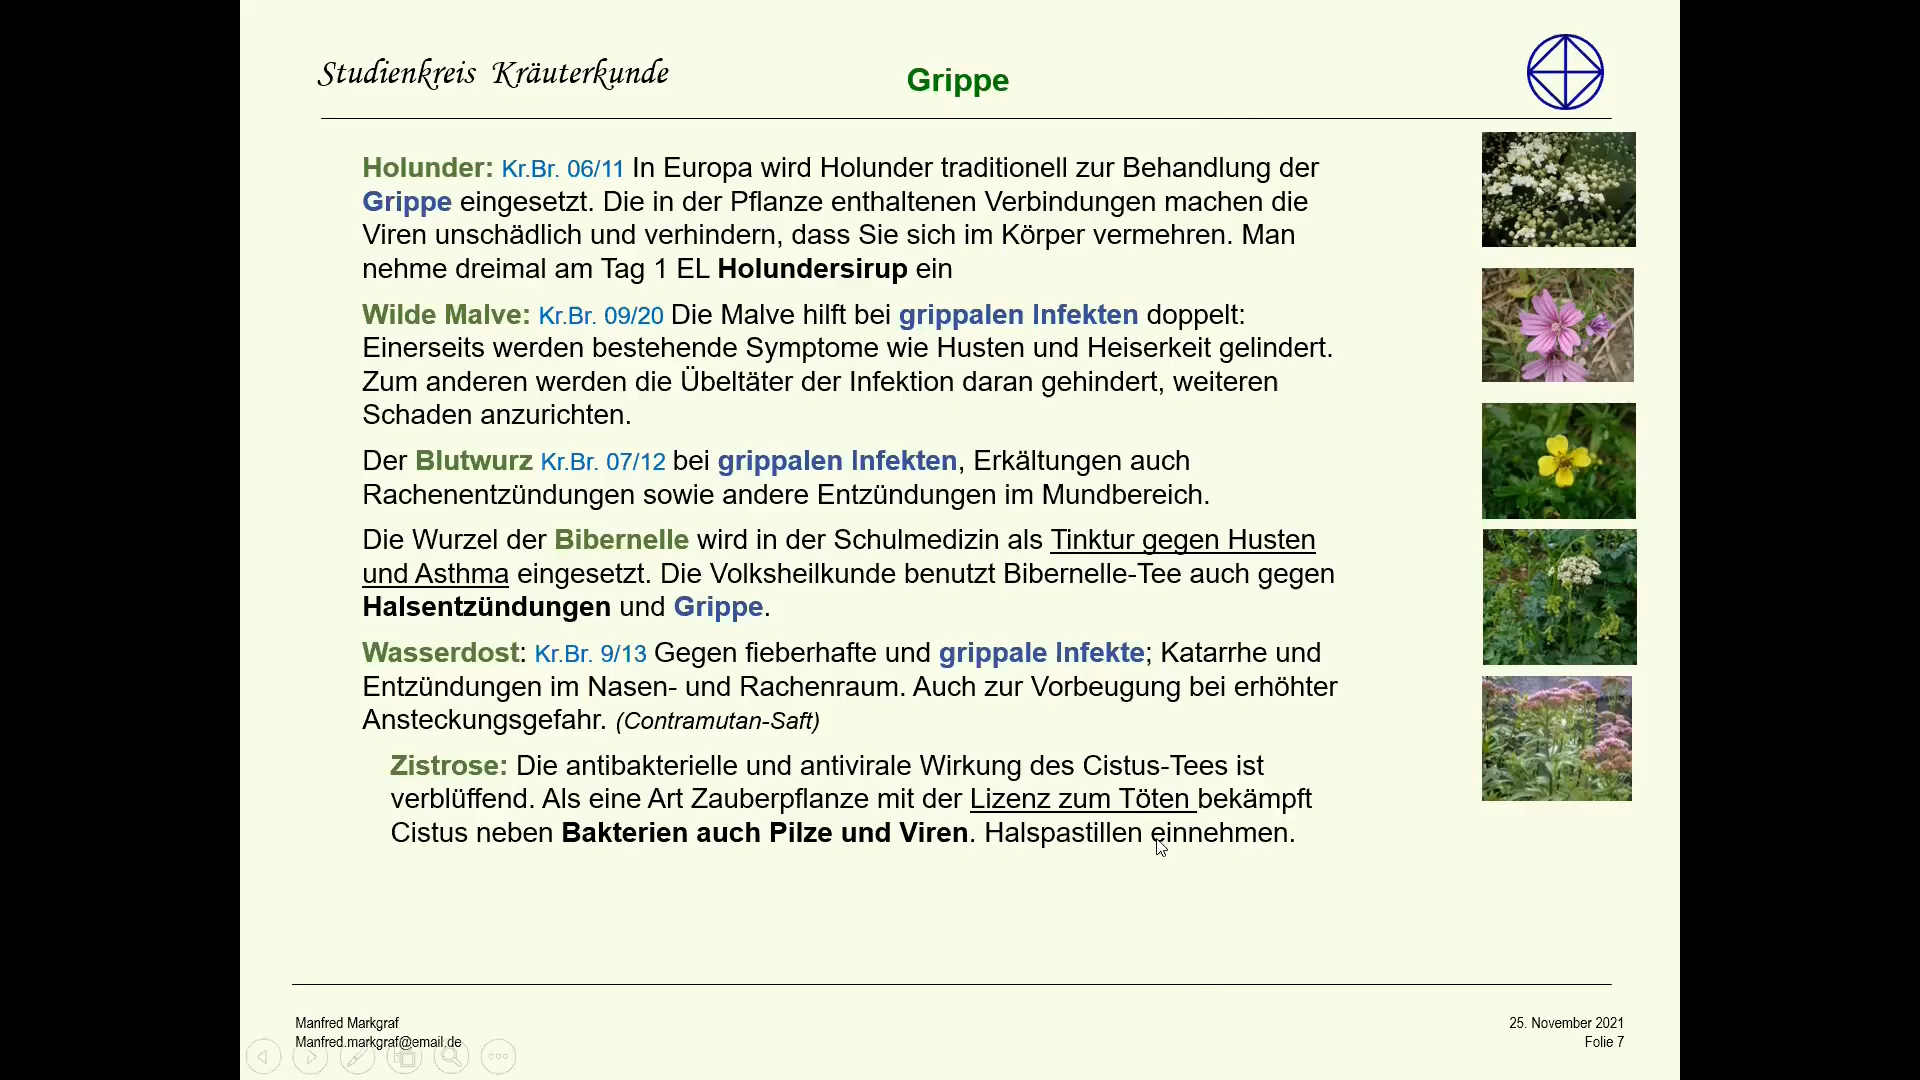 Studienkreis Kräuterkunde
Grippe
Holunder: Kr.Br. 06/11 In Europa wird Holunder traditionell zur Behandlung der
Grippe eingesetzt. Die in der Pflanze enthaltenen Verbindungen machen die
Viren unschädlich und verhindern, dass Sie sich im Körper vermehren. Man
nehme dreimal am Tag 1 EL Holundersirup ein
Wilde Malve: Kr.Br. 09/20 Die Malve hilft bei grippalen Infekten doppelt:
Einerseits werden bestehende Symptome wie Husten und Heiserkeit gelindert.
Zum anderen werden die Übeltäter der Infektion daran gehindert, weiteren
Schaden anzurichten.
Der Blutwurz Kr.Br. 07/12 bei grippalen Infekten, Erkältungen auch
Rachenentzündungen sowie andere Entzündungen im Mundbereich.
Die Wurzel der Bibernelle wird in der Schulmedizin als Tinktur gegen Husten
und Asthma eingesetzt. Die Volksheilkunde benutzt Bibernelle-Tee auch gegen
Halsentzündungen und Grippe.
Wasserdost: Kr.Br. 9/13 Gegen fieberhafte und grippale Infekte; Katarrhe und
Entzündungen im Nasen- und Rachenraum. Auch zur Vorbeugung bei erhöhter
Ansteckungsgefahr. (Contramutan-Saft)
Zistrose: Die antibakterielle und antivirale Wirkung des Cistus-Tees ist
verblüffend. Als eine Art Zauberpflanze mit der Lizenz zum Töten bekämpft
Cistus neben Bakterien auch Pilze und Viren. Halspastillen einnehmen.
Manfred Markgraf
Manfred.markgraf@email.de
25. November 2021
Folie 7